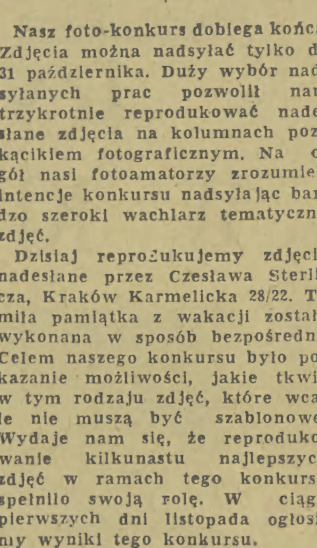 Nasz foto-konkurs dobiega końc
Zdjęcia można nadsyłać tylko d
31 października. Duży wybór nad
syłanych prac pozwolił nam
trzykrotnie reprodukować nade
słane zdjęcia na kolumnach poz
kącikiem fotograficznym. Na o
gół nasi fotoamatorzy zrozumie
intencje konkursu nadsyłając bar
dzo szeroki wachlarz tematyczn
zdjęć.
Dzisiaj reprodukujemy zdjęci
nadesłane przez Czesława Sterli
cza, Kraków Karmelicka 28/22. T
miła pamiątka z wakacji został
wykonana w sposób bezpośredn
Celem naszego konkursu było po
kazanie możliwości, jakie tkwi
w tym rodzaju zdjęć, które wca
le nie muszą być szablonowe
Wydaje nam się, że reproduko
wanie kilkunastu najlepszyc
zdjęć w ramach tego konkurs
spełniło swoją rolę. W ciąg
pierwszych dni listopada ogłosi
my wyniki tego konkursu.